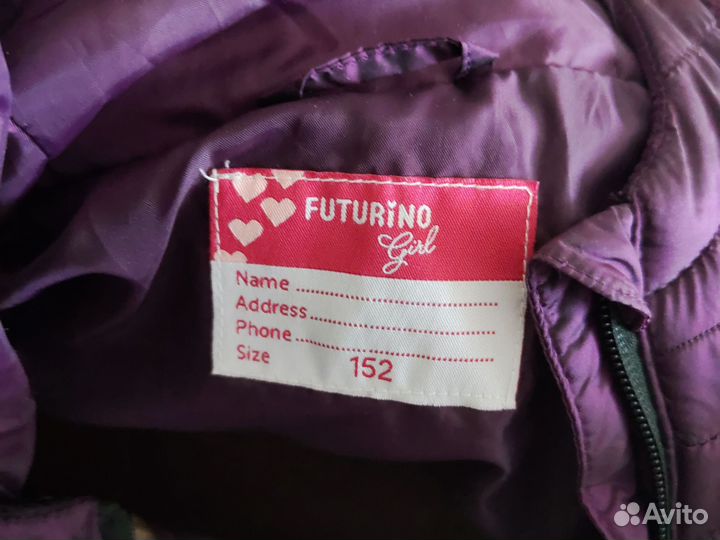 FUTURiNO
Girl
Name ............................
Address ............................
Phone ............................
Size 152
Avito